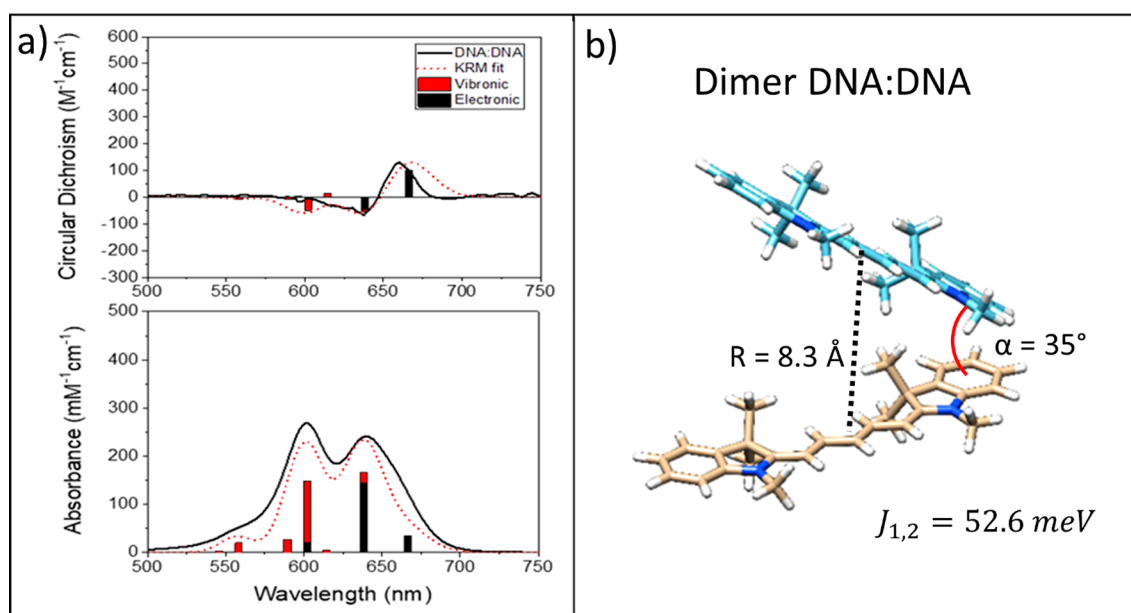 a)
Circular Dichroism (M⁻¹cm⁻¹)
600
500
400
300
200
100
0
-100
-200
-300
DNA:DNA
KRM fit
Vibronic
Electronic
500 600 650 700 750
Absorbance (mM⁻¹cm⁻¹)
500
400
300
200
100
0
500 550 600 650 700 750
Wavelength (nm)
b)
Dimer DNA:DNA
R = 8.3 Å
α = 35°
J₁,₂ = 52.6 meV